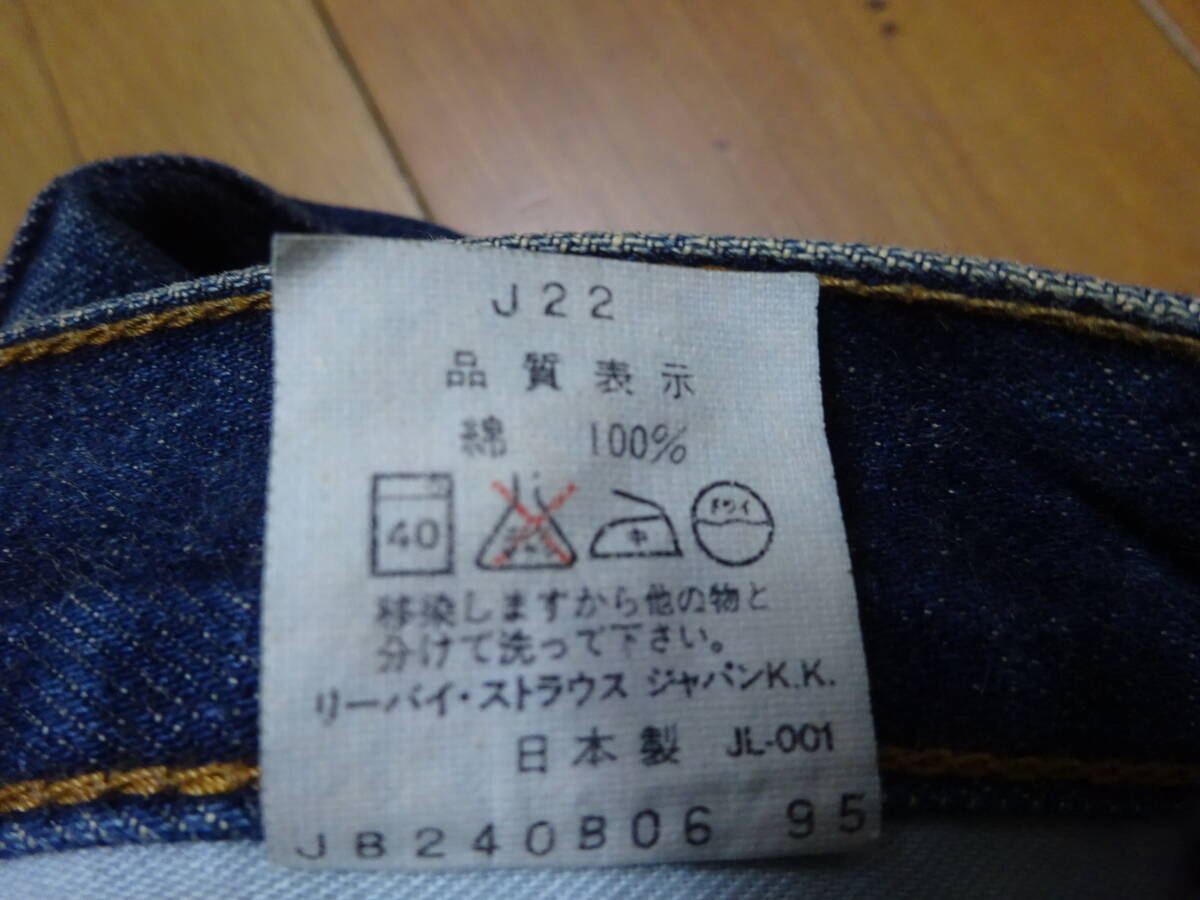 J22
品質表示
綿 100%
40 中 ドライ
移染しますから他の物と
分けて洗って下さい。
リーバイ・ストラウス ジャパンK.K.
日本製 JL-001
JB240B06 95